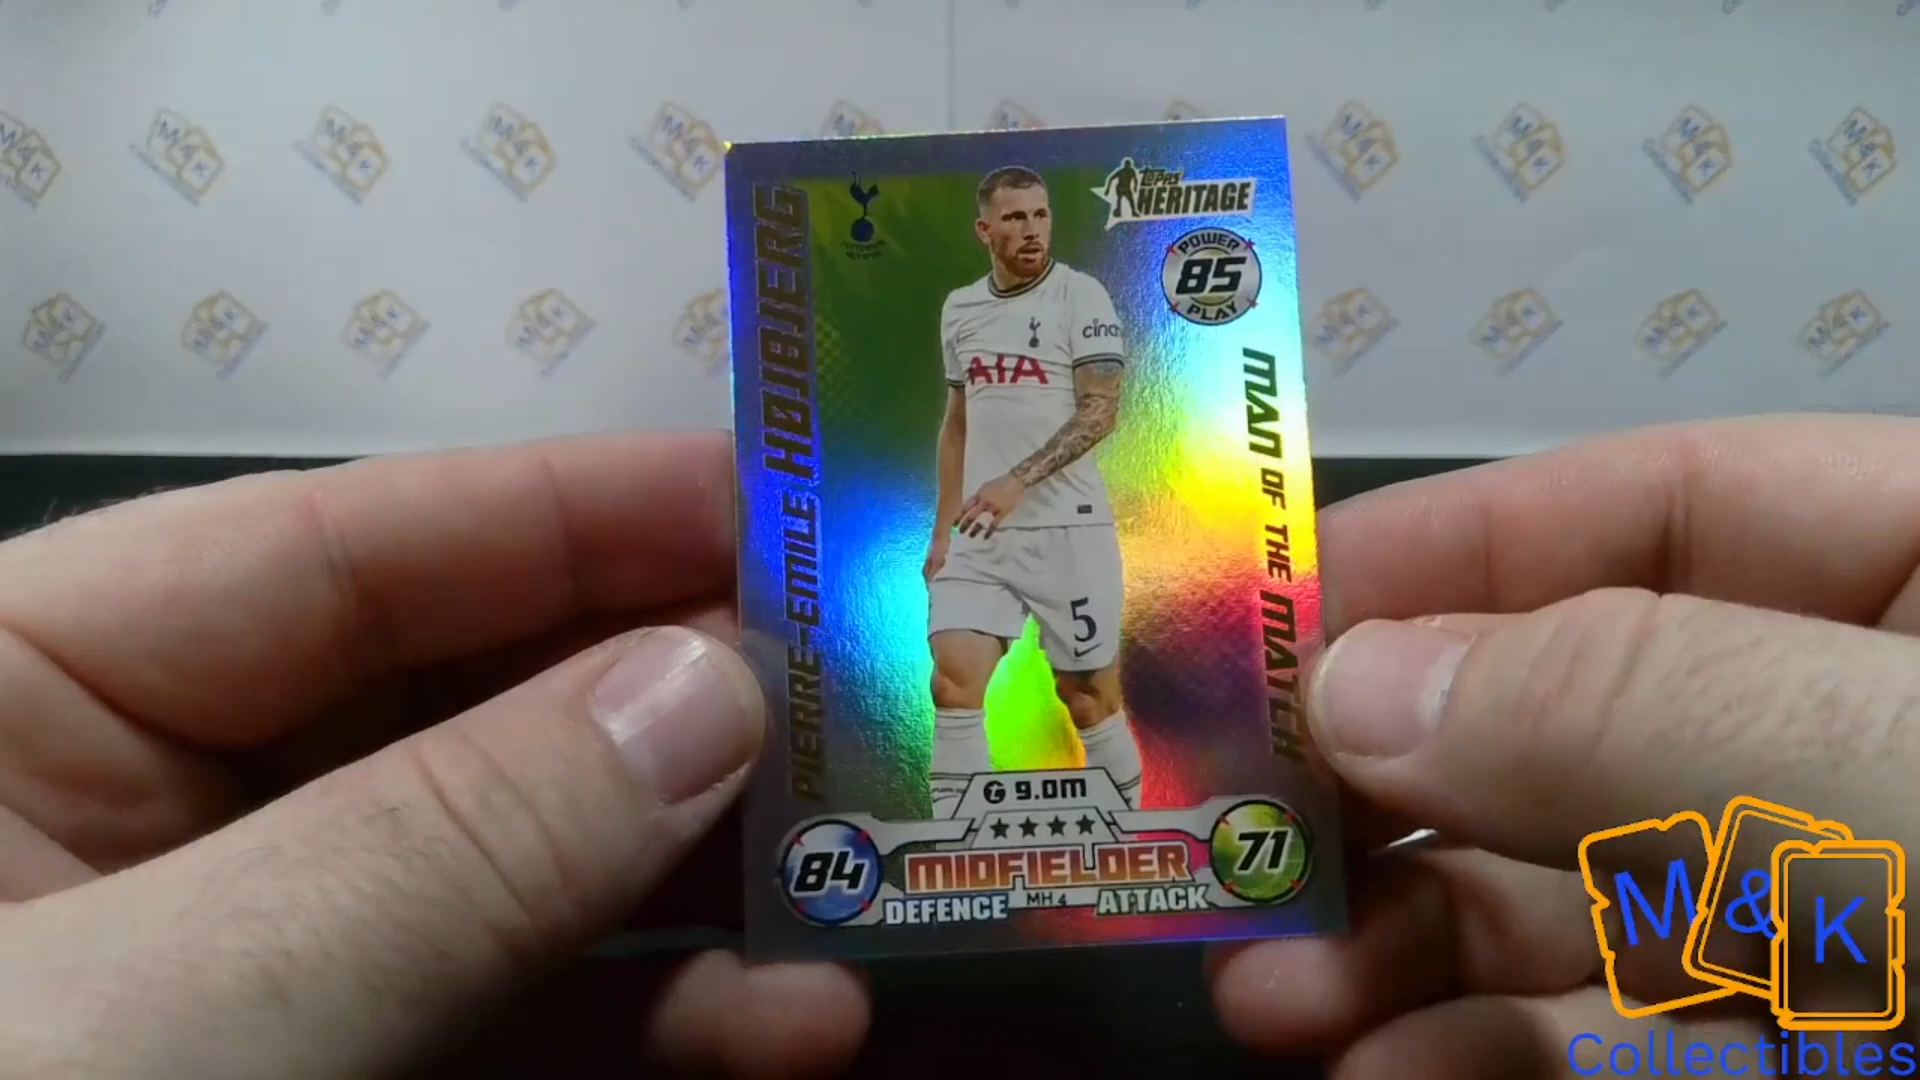 TOPPS
HERITAGE
POWER
85
PLAY
PIERRE-EMILE HØJBJERG
MAN OF THE MATCH
cinc
AIA
5
9.0M
84
MIDFIELDER
71
DEFENCE
MH 4
ATTACK
M&K
Collectibles